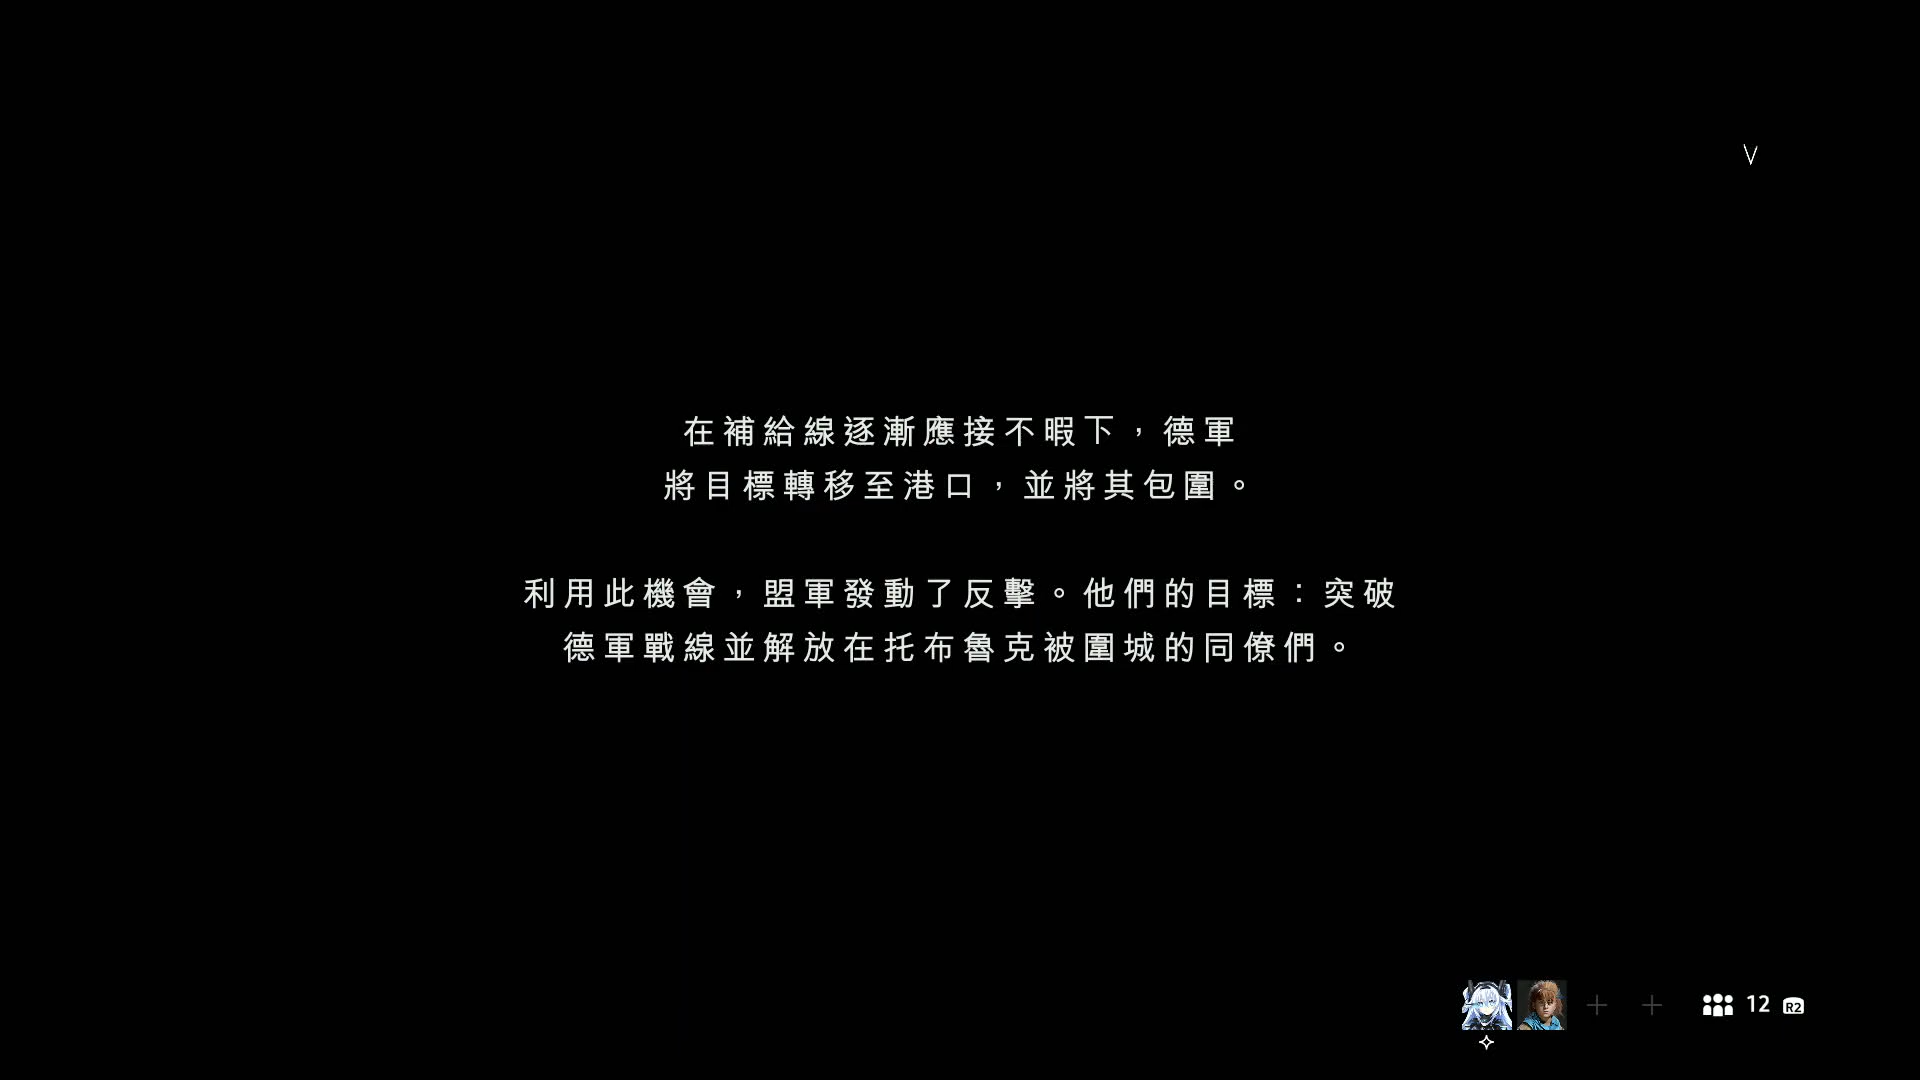 V
在補給線逐漸應接不暇下，德軍
將目標轉移至港口，並將其包圍。
利用此機會，盟軍發動了反擊。他們的目標：突破
德軍戰線並解放在托布魯克被圍城的同僚們。
12 R2